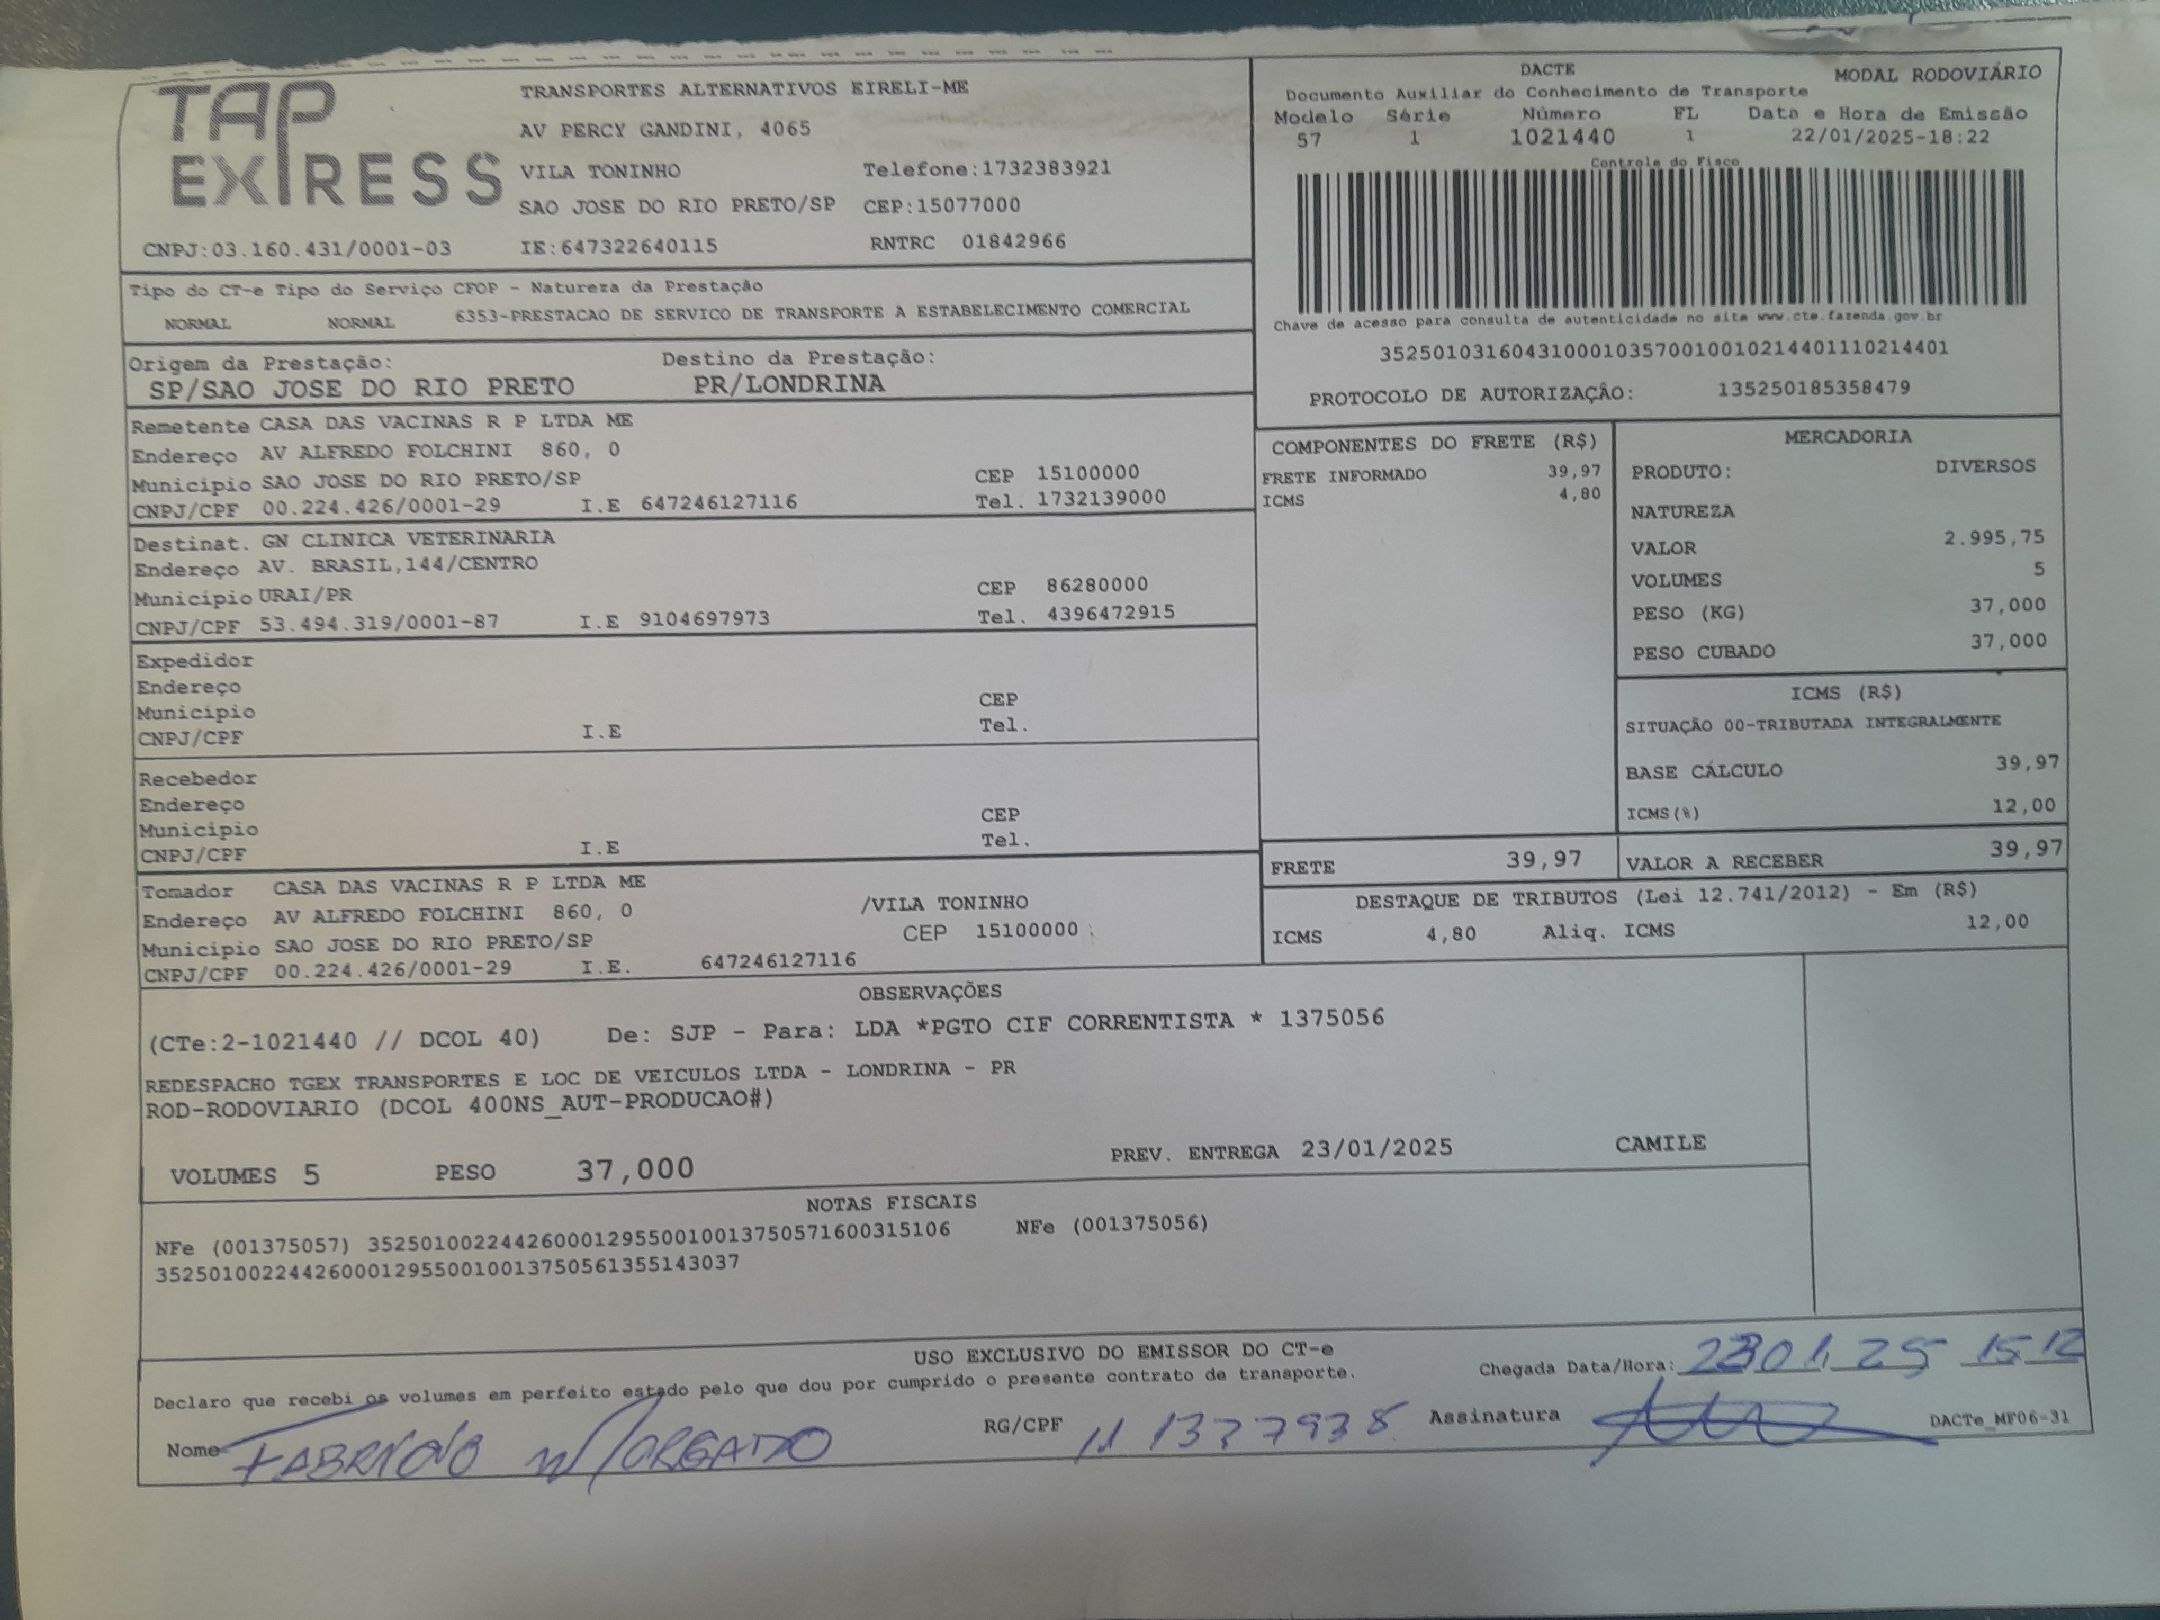 TAP EXPRESS
TRANSPORTES ALTERNATIVOS EIRELI-ME
AV PERCY GANDINI, 4065
VILA TONINHO Telefone:1732383921
SAO JOSE DO RIO PRETO/SP CEP:15077000
CNPJ:03.160.431/0001-03 IE:647322640115 RNTRC 01842966
DACTE MODAL RODOVIÁRIO
Documento Auxiliar do Conhecimento de Transporte
Modelo Série Número FL Data e Hora de Emissão
57 1 1021440 1 22/01/2025-18:22
Controle do Fisco
Chave de acesso para consulta de autenticidade no site www.cte.fazenda.gov.br
35250103160431000103570010010214401110214401
PROTOCOLO DE AUTORIZAÇÂO: 135250185358479
Tipo do CT-e Tipo do Serviço CFOP - Natureza da Prestação
NORMAL NORMAL 6353-PRESTACAO DE SERVICO DE TRANSPORTE A ESTABELECIMENTO COMERCIAL
Origem da Prestação: Destino da Prestação:
SP/SAO JOSE DO RIO PRETO PR/LONDRINA
Remetente CASA DAS VACINAS R P LTDA ME
Endereço AV ALFREDO FOLCHINI 860, 0
Município SAO JOSE DO RIO PRETO/SP CEP 15100000
CNPJ/CPF 00.224.426/0001-29 I.E 647246127116 Tel. 1732139000
Destinat. GN CLINICA VETERINARIA
Endereço AV. BRASIL,144/CENTRO
Município URAI/PR CEP 86280000
CNPJ/CPF 53.494.319/0001-87 I.E 9104697973 Tel. 4396472915
Expedidor
Endereço
Município CEP
CNPJ/CPF I.E Tel.
Recebedor
Endereço
Município CEP
CNPJ/CPF I.E Tel.
Tomador CASA DAS VACINAS R P LTDA ME
Endereço AV ALFREDO FOLCHINI 860, 0 /VILA TONINHO
Município SAO JOSE DO RIO PRETO/SP CEP 15100000
CNPJ/CPF 00.224.426/0001-29 I.E. 647246127116
COMPONENTES DO FRETE (R$)
FRETE INFORMADO 39,97
ICMS 4,80
MERCADORIA
PRODUTO: DIVERSOS
NATUREZA
VALOR 2.995,75
VOLUMES 5
PESO (KG) 37,000
PESO CUBADO 37,000
ICMS (R$)
SITUAÇÃO 00-TRIBUTADA INTEGRALMENTE
BASE CÁLCULO 39,97
ICMS(%) 12,00
FRETE 39,97 VALOR A RECEBER 39,97
DESTAQUE DE TRIBUTOS (Lei 12.741/2012) - Em (R$)
ICMS 4,80 Aliq. ICMS 12,00
OBSERVAÇÕES
(CTe:2-1021440 // DCOL 40) De: SJP - Para: LDA *PGTO CIF CORRENTISTA * 1375056
REDESPACHO TGEX TRANSPORTES E LOC DE VEICULOS LTDA - LONDRINA - PR
ROD-RODOVIARIO (DCOL 400NS_AUT-PRODUCAO#)
VOLUMES 5 PESO 37,000 PREV. ENTREGA 23/01/2025 CAMILE
NOTAS FISCAIS
NFe (001375057) 35250100224426000129550010013750571600315106 NFe (001375056)
35250100224426000129550010013750561355143037
USO EXCLUSIVO DO EMISSOR DO CT-e
Declaro que recebi os volumes em perfeito estado pelo que dou por cumprido o presente contrato de transporte.
Chegada Data/Hora: 23 01 25 15 12
Nome FABRICIO MORGADO RG/CPF 11 1377938 Assinatura DACTe_MF06-31